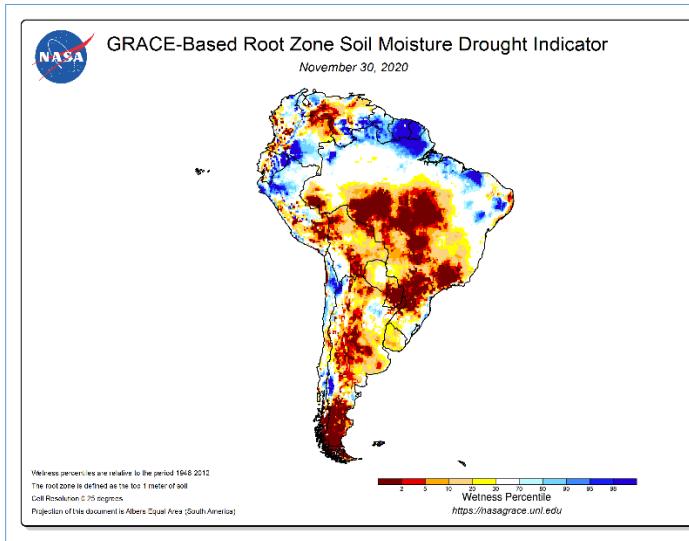 NASA
GRACE-Based Root Zone Soil Moisture Drought Indicator
November 30, 2020
Wetness percentiles are relative to the period 1948-2012
The root zone is defined as the top 1 meter of soil
Cell Resolution 0.25 degrees
Projection of this document is Albers Equal Area (South America)
2 5 10 20 30 70 80 90 95 98
Wetness Percentile
https://nasagrace.unl.edu